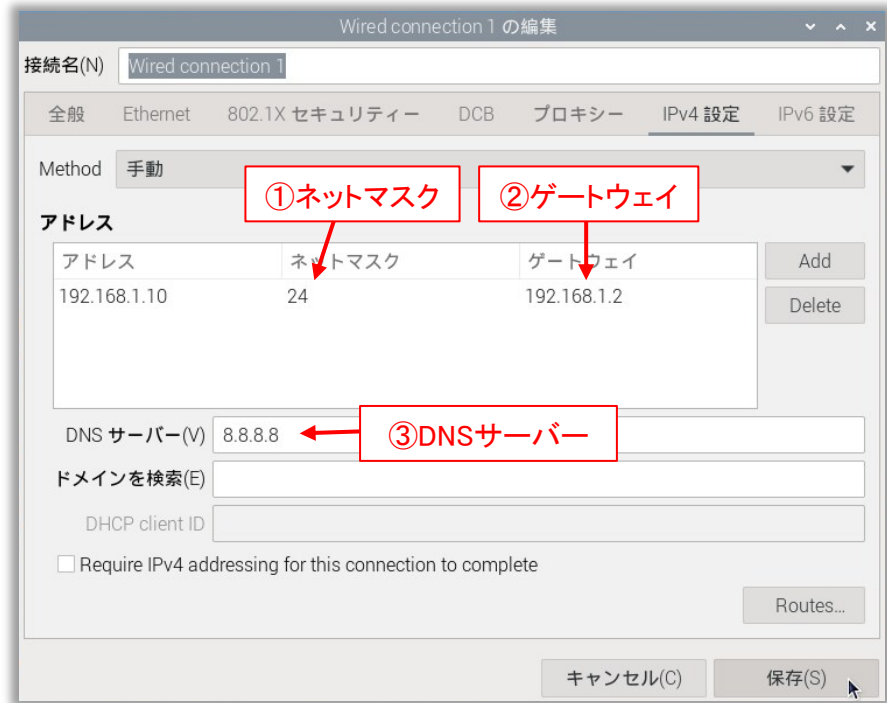 Wired connection 1 の編集
接続名(N) Wired connection 1
全般 Ethernet 802.1X セキュリティー DCB プロキシー IPv4 設定 IPv6 設定
Method 手動
①ネットマスク ②ゲートウェイ
アドレス
アドレス ネットマスク ゲートウェイ Add
192.168.1.10 24 192.168.1.2 Delete
DNS サーバー(V) 8.8.8.8 ③DNSサーバー
ドメインを検索(E)
DHCP client ID
Require IPv4 addressing for this connection to complete
Routes...
キャンセル(C) 保存(S)